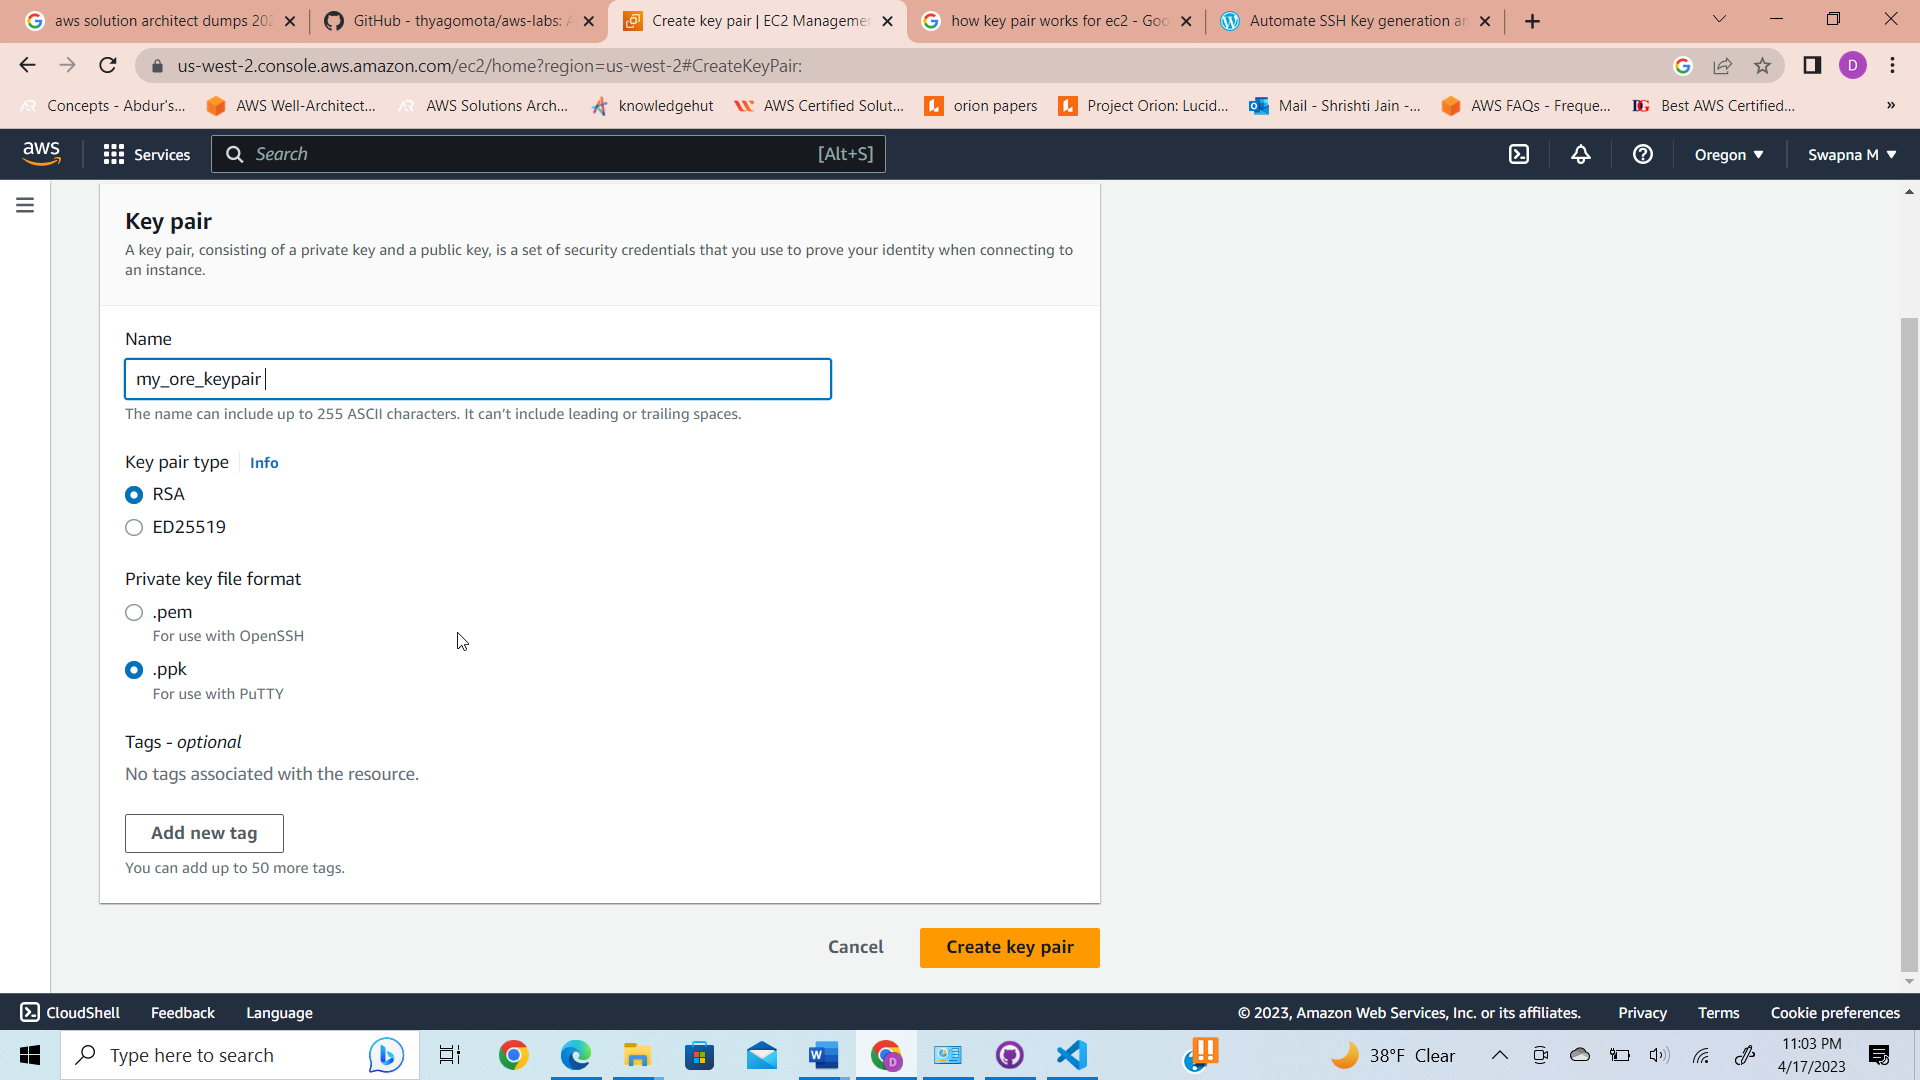 aws solution architect dumps 202
GitHub - thyagomota/aws-labs: A
Create key pair | EC2 Managemen
how key pair works for ec2 - Goo
Automate SSH Key generation an
us-west-2.console.aws.amazon.com/ec2/home?region=us-west-2#CreateKeyPair:
D
Concepts - Abdur's...
AWS Well-Architect...
AWS Solutions Arch...
knowledgehut
AWS Certified Solut...
orion papers
Project Orion: Lucid...
Mail - Shrishti Jain -...
AWS FAQs - Freque...
Best AWS Certified...
»
aws
Services
Search
[Alt+S]
Oregon
Swapna M
Key pair
A key pair, consisting of a private key and a public key, is a set of security credentials that you use to prove your identity when connecting to
an instance.
Name
my_ore_keypair
The name can include up to 255 ASCII characters. It can't include leading or trailing spaces.
Key pair type
Info
RSA
ED25519
Private key file format
.pem
For use with OpenSSH
.ppk
For use with PuTTY
Tags - optional
No tags associated with the resource.
Add new tag
You can add up to 50 more tags.
Cancel
Create key pair
CloudShell
Feedback
Language
© 2023, Amazon Web Services, Inc. or its affiliates.
Privacy
Terms
Cookie preferences
Type here to search
38°F Clear
11:03 PM
4/17/2023